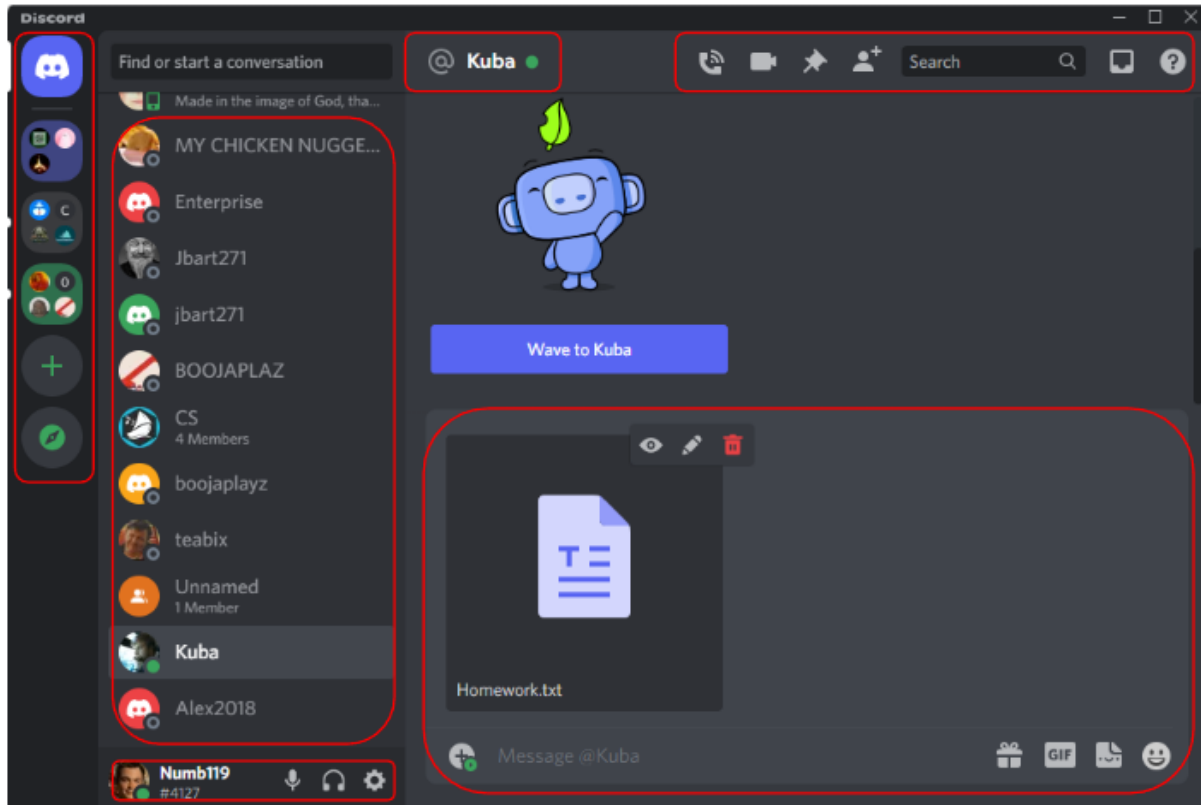 Discord
Find or start a conversation
Made in the image of God, tha...
MY CHICKEN NUGGE...
Enterprise
Jbart271
jbart271
BOOJAPLAZ
CS
4 Members
boojaplayz
teabix
Unnamed
1 Member
Kuba
Alex2018
Numb119
#4127
C
0
Kuba
Search
Wave to Kuba
T
Homework.txt
Message @Kuba
GIF